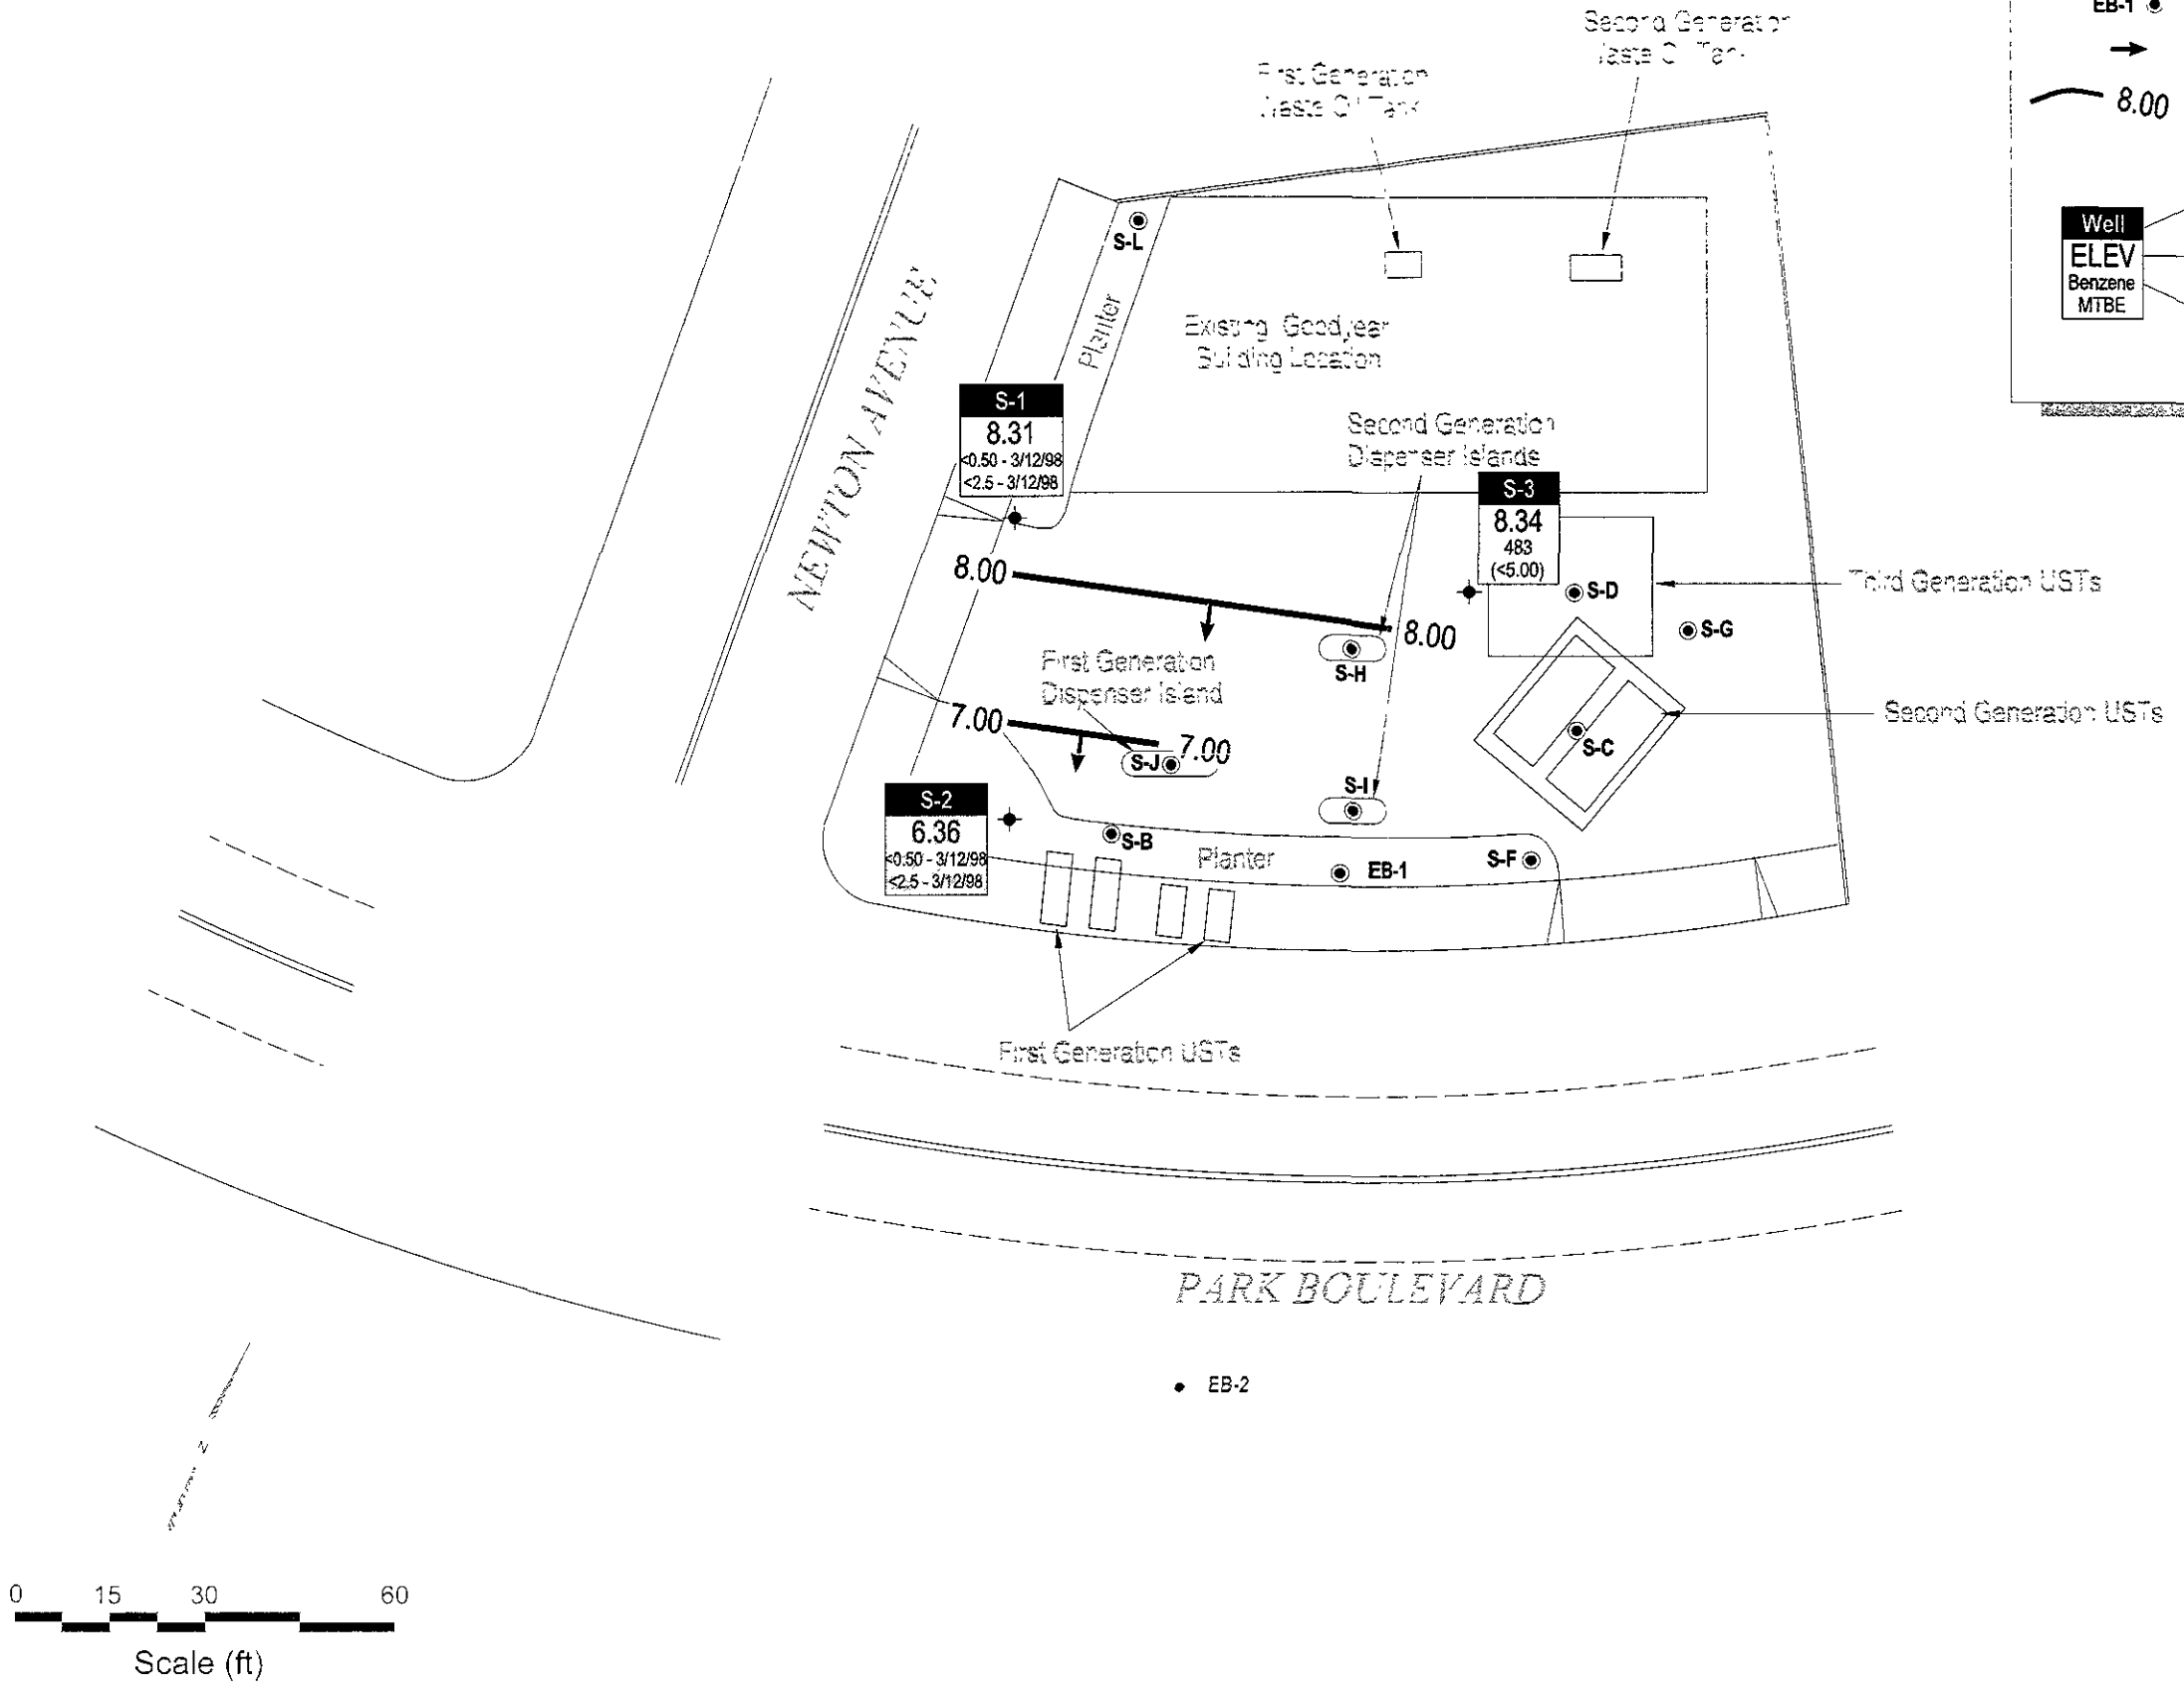 EB-1
8.00
Well
ELEV
Benzene
MTBE
Second Generation
Waste Oil Tank
First Generation
Waste Oil Tank
S-L
Planter
NEWTON AVENUE
Existing Goodyear
Building Location
S-1
8.31
<0.50 - 3/12/98
<2.5 - 3/12/98
Second Generation
Dispenser Islands
S-3
8.34
483
(<5.00)
8.00
8.00
S-D
Third Generation USTs
S-G
S-H
First Generation
Dispenser Island
7.00
7.00
S-J
Second Generation USTs
S-C
S-I
S-2
6.36
<0.50 - 3/12/98
<2.5 - 3/12/98
S-B
Planter
EB-1
S-F
First Generation USTs
PARK BOULEVARD
EB-2
N
0 15 30 60
Scale (ft)